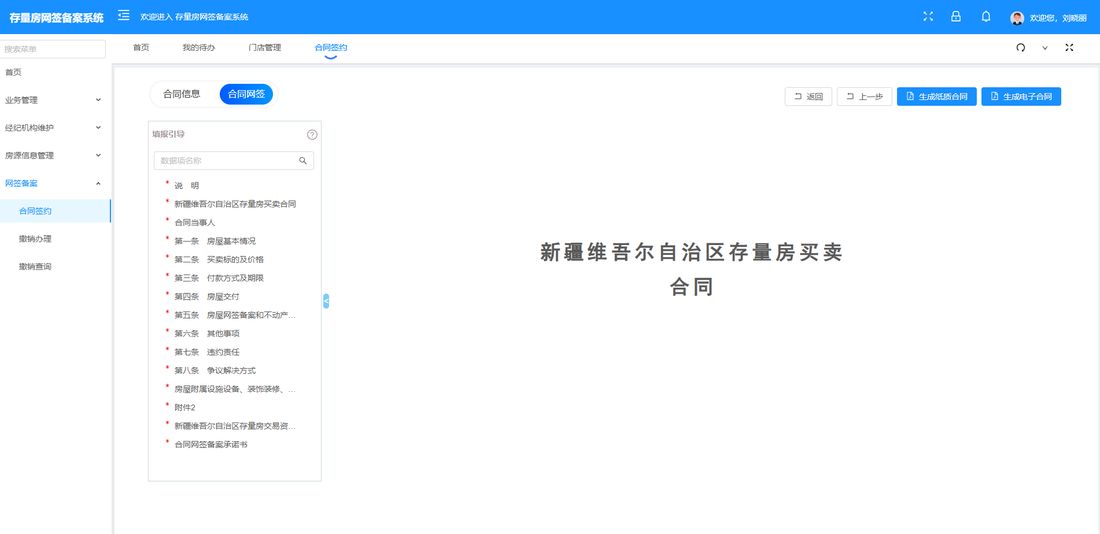 存量房网签备案系统
欢迎进入 存量房网签备案系统
欢迎您，刘晓丽
搜索菜单
首页
我的待办
门店管理
合同签约
首页
业务管理
经纪机构维护
房源信息管理
网签备案
合同签约
撤销办理
撤销查询
合同信息
合同网签
返回
上一步
生成纸质合同
生成电子合同
填报引导
数据项名称
* 说 明
* 新疆维吾尔自治区存量房买卖合同
* 合同当事人
* 第一条 房屋基本情况
* 第二条 买卖标的及价格
* 第三条 付款方式及期限
* 第四条 房屋交付
* 第五条 房屋网签备案和不动产...
* 第六条 其他事项
* 第七条 违约责任
* 第八条 争议解决方式
* 房屋附属设施设备、装饰装修、...
* 附件2
* 新疆维吾尔自治区存量房交易资...
* 合同网签备案承诺书
新疆维吾尔自治区存量房买卖
合同